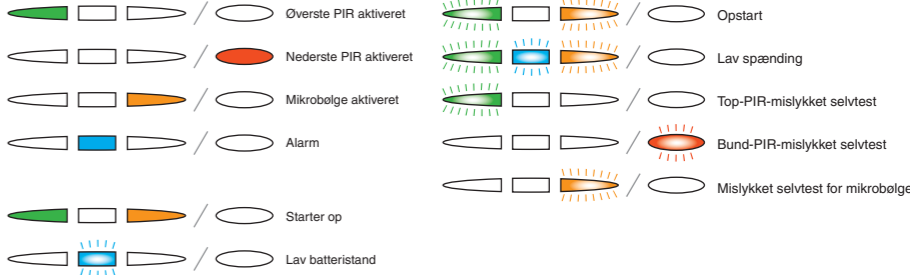 Øverste PIR aktiveret
Nederste PIR aktiveret
Mikrobølge aktiveret
Alarm
Starter op
Lav batteristand
Opstart
Lav spænding
Top-PIR-mislykket selvtest
Bund-PIR-mislykket selvtest
Mislykket selvtest for mikrobølge